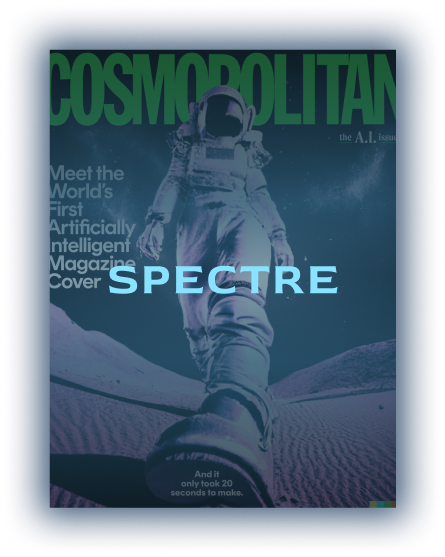 COSMOPOLITAN
the A.I. issue
Meet the
World's
First
Artificially
Intelligent
Magazine
Cover
SPECTRE
And it
only took 20
seconds to make.